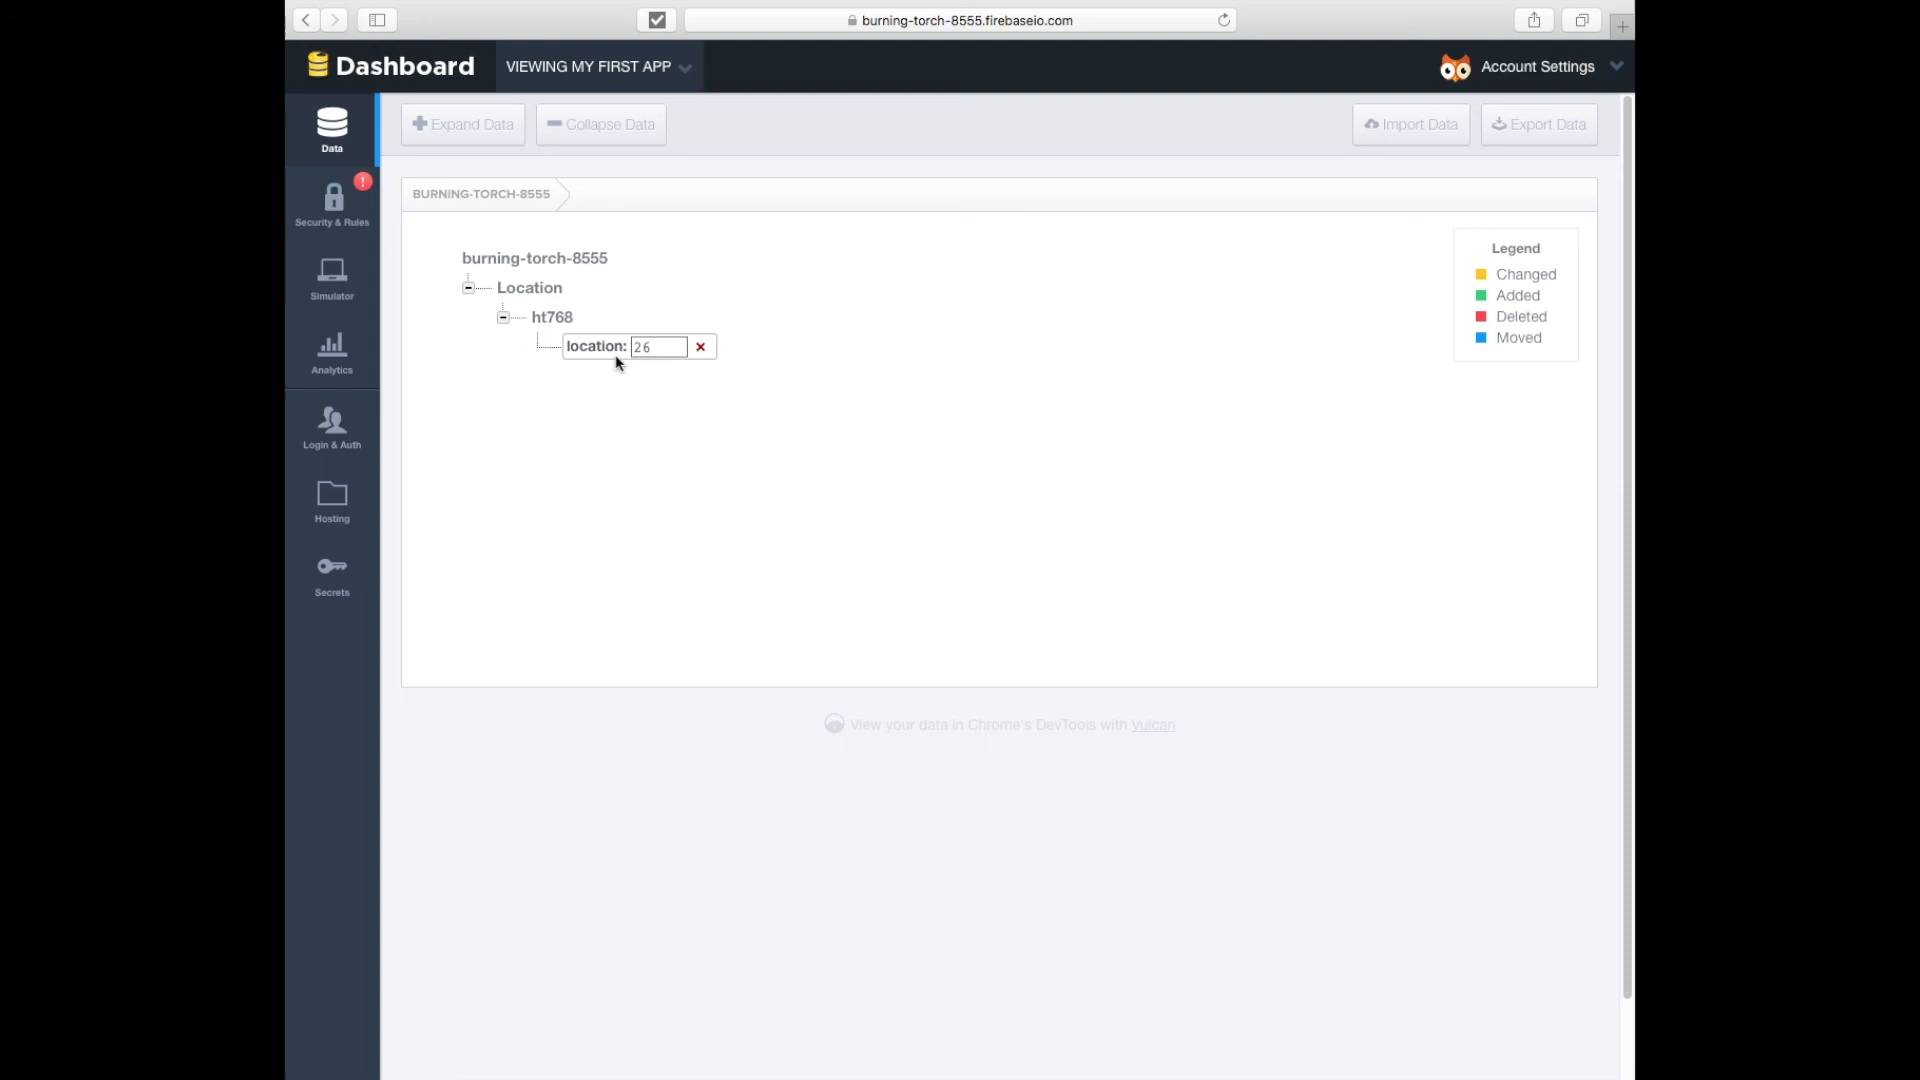 burning-torch-8555.firebaseio.com
Dashboard
VIEWING MY FIRST APP
Account Settings
Data
Expand Data
Collapse Data
Import Data
Export Data
!
Security & Rules
BURNING-TORCH-8555
burning-torch-8555
Location
ht768
location: 26
Legend
Changed
Added
Deleted
Moved
Simulator
Analytics
Login & Auth
Hosting
Secrets
View your data in Chrome's DevTools with Vulcan